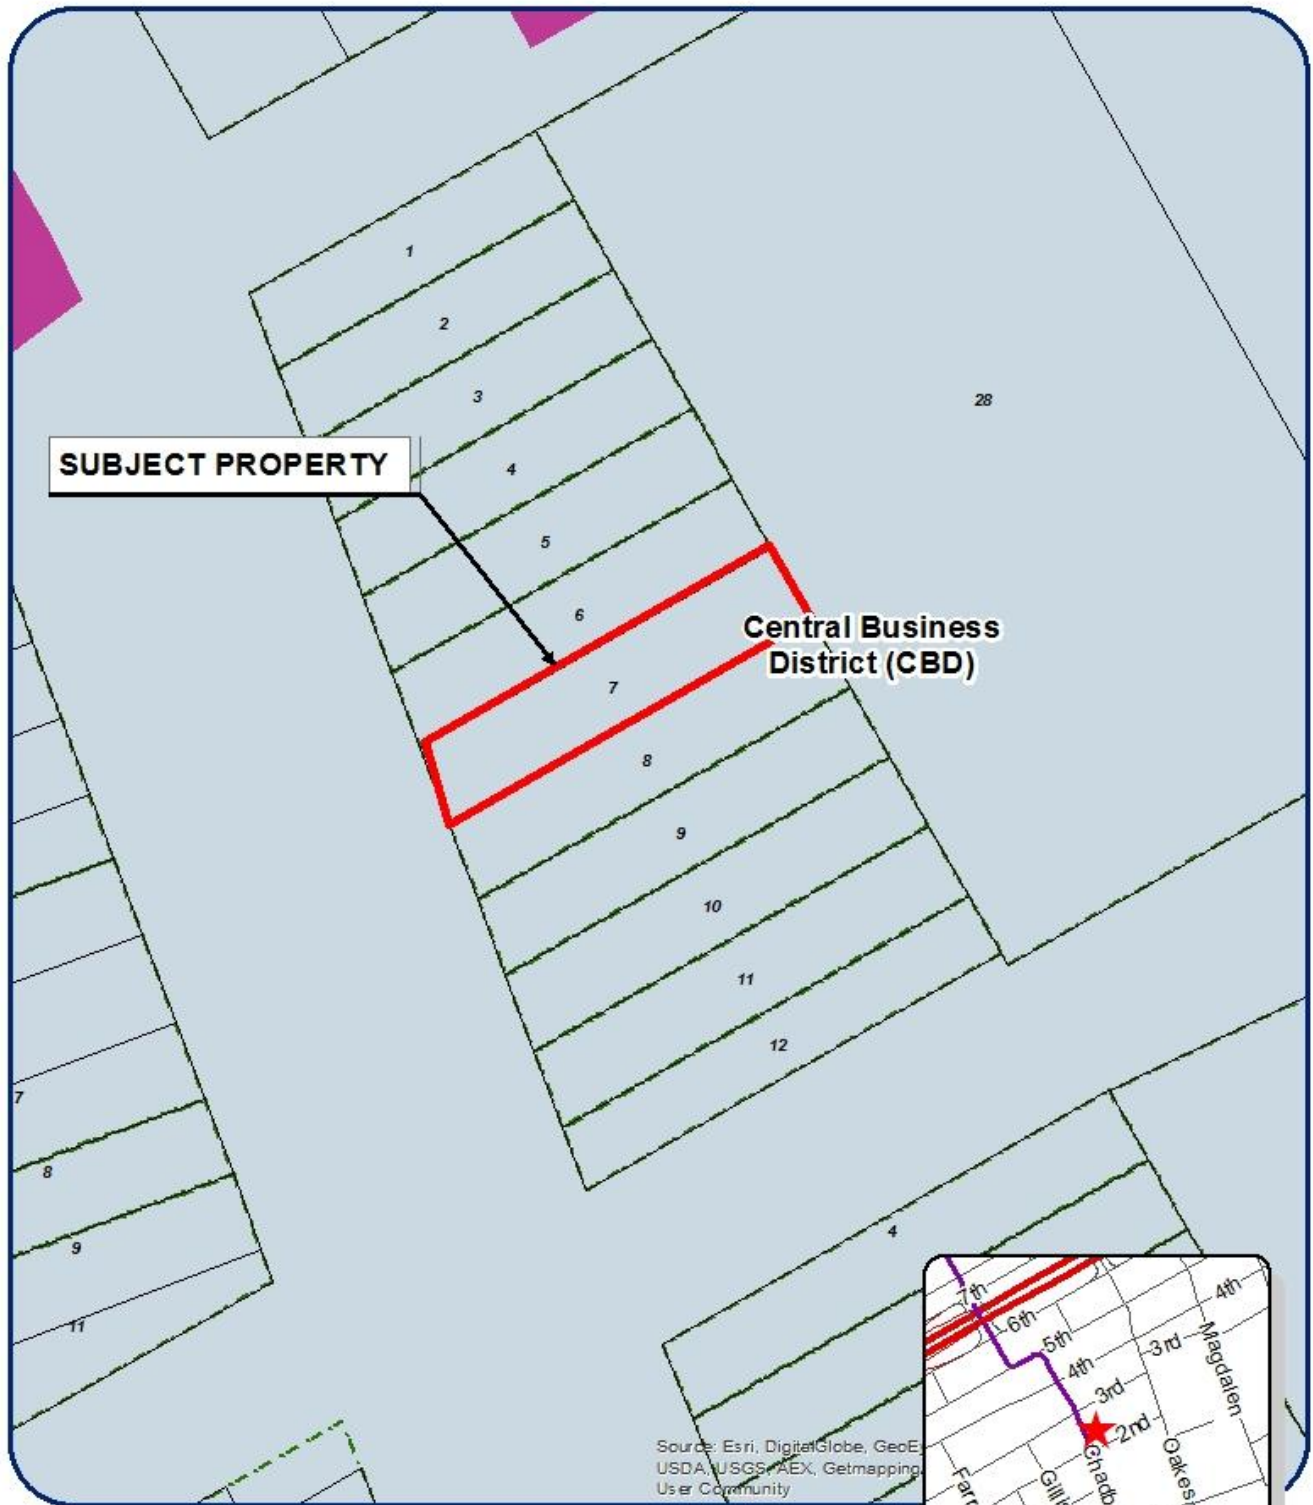 1
2
3
28
SUBJECT PROPERTY
4
5
6
Central Business
District (CBD)
7
8
9
10
11
12
7
8
9
11
4
7th
6th
5th
4th
3rd
2nd
4th
3rd
Magdalen
Oakes
Source: Esri, DigitalGlobe, GeoEy
USDA, USGS, AEX, Getmapping,
User Community